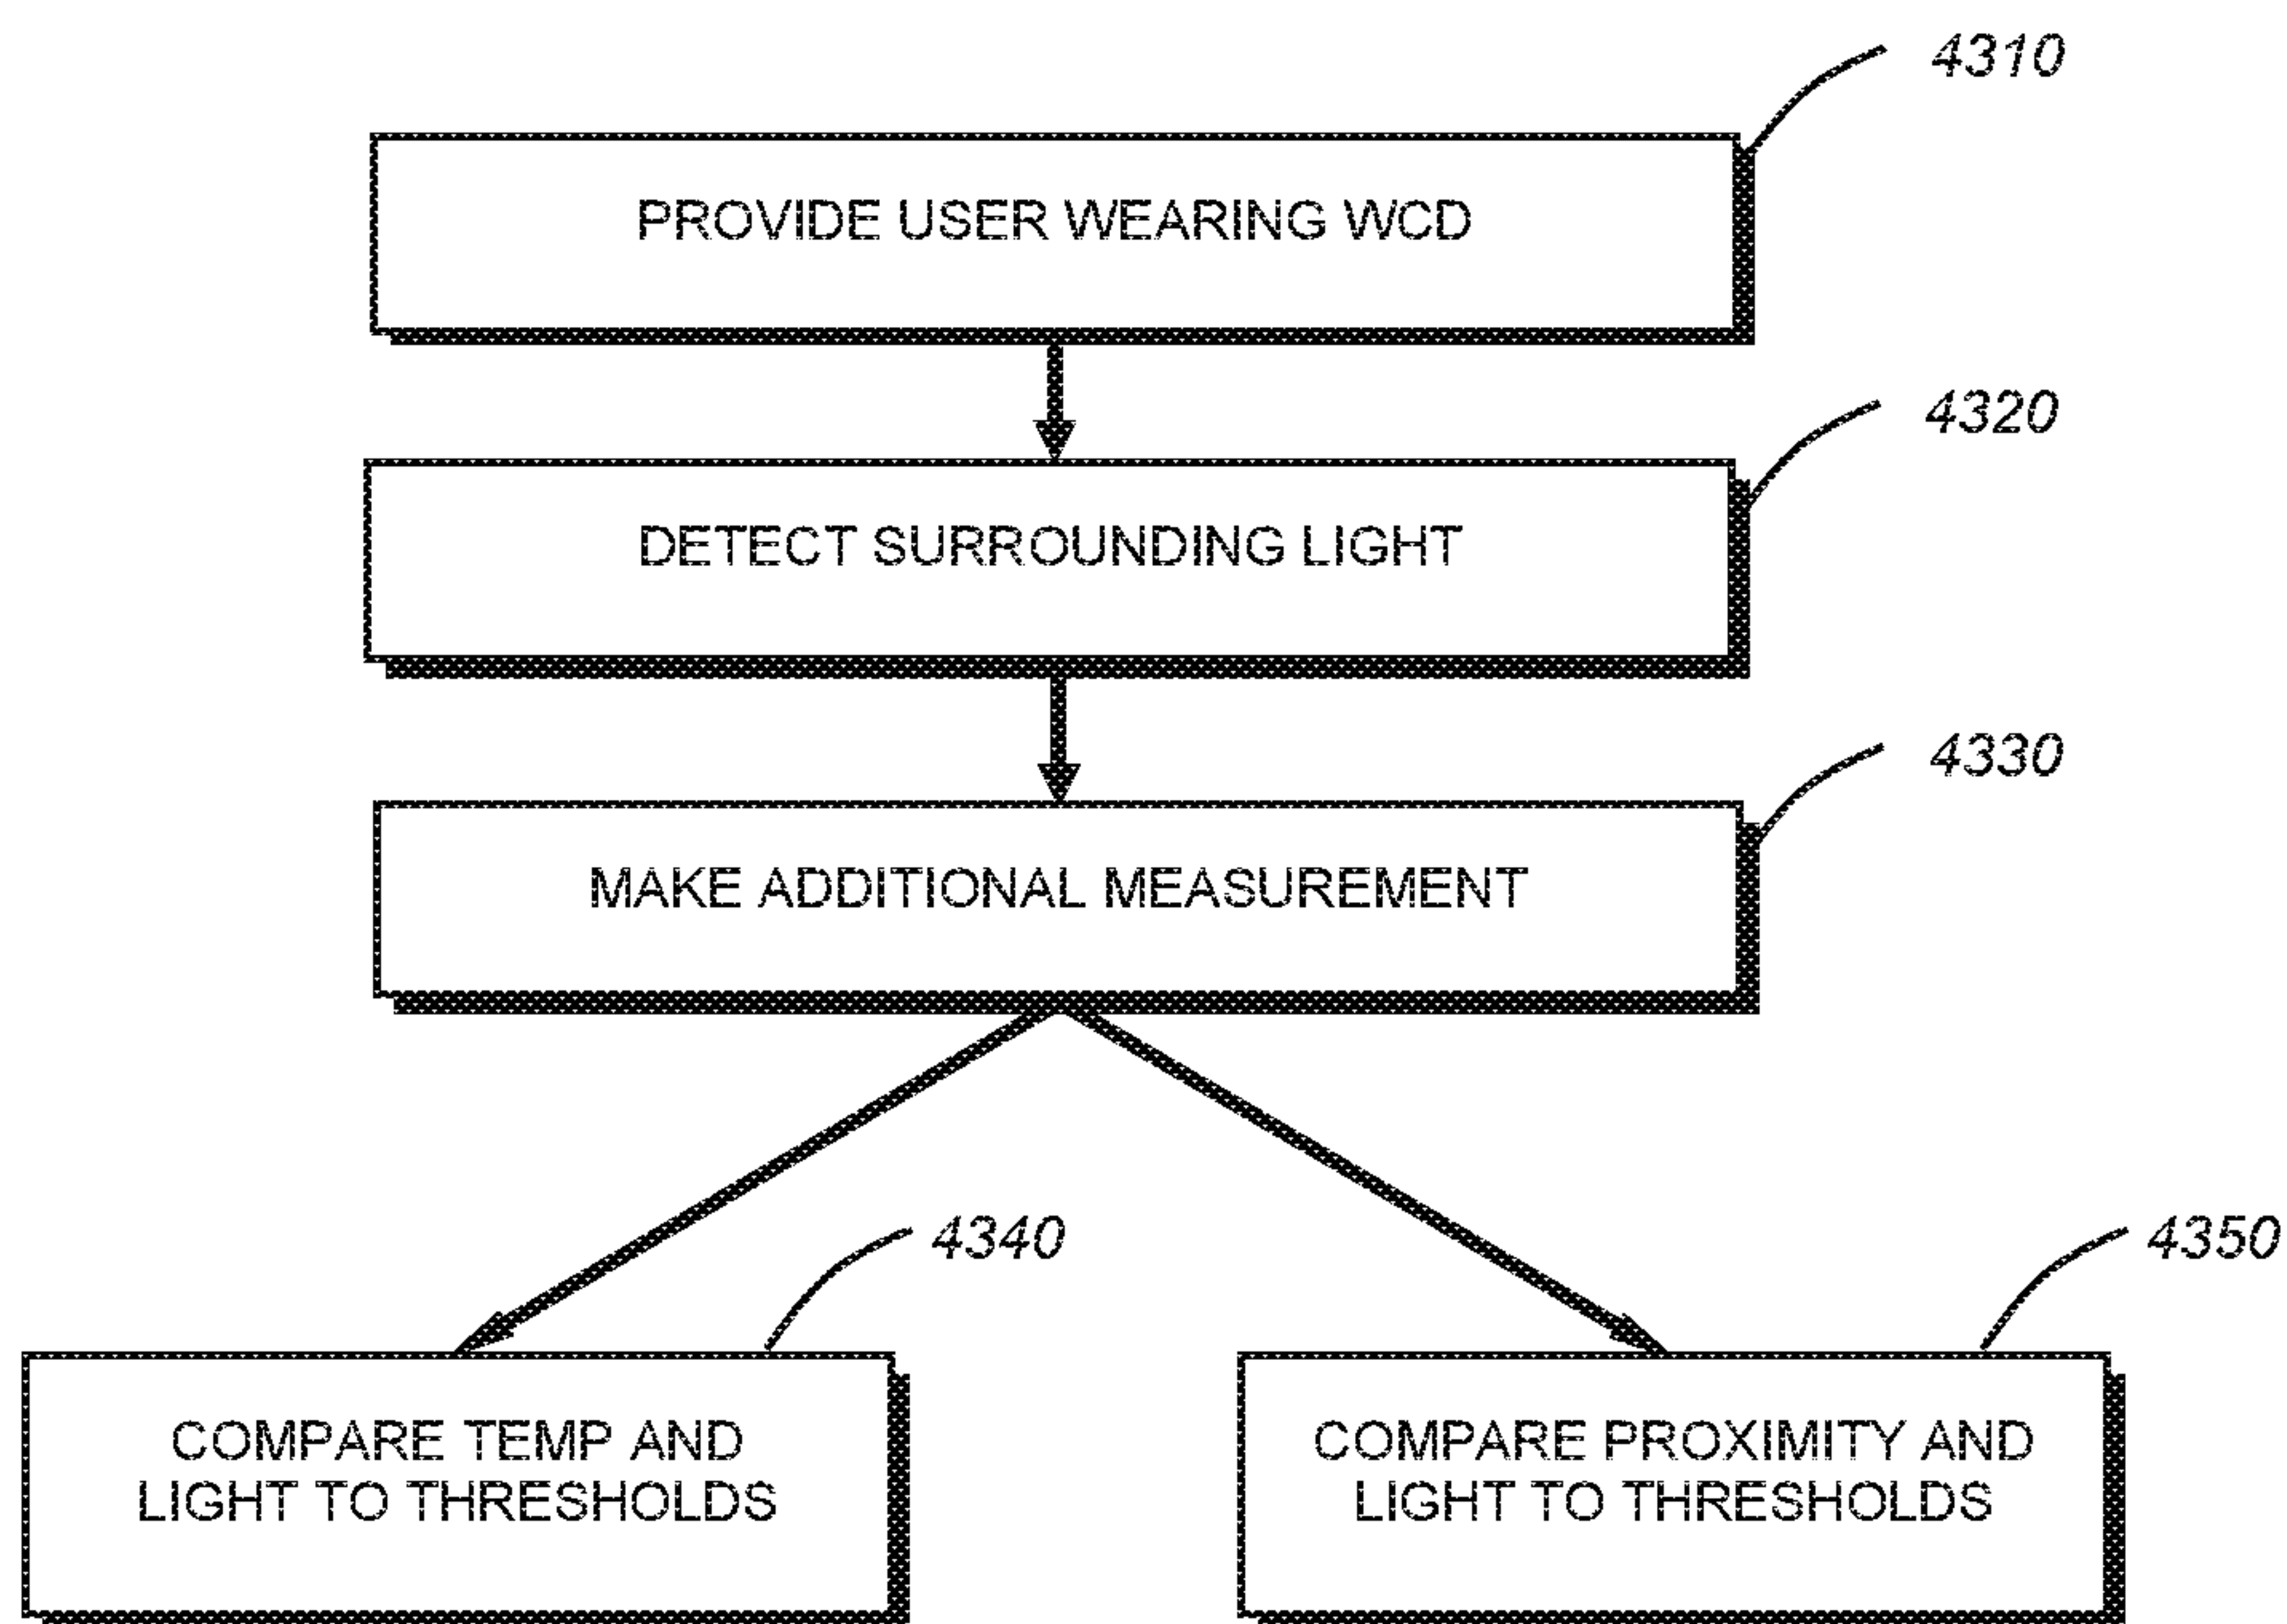 4310
PROVIDE USER WEARING WCD
4320
DETECT SURROUNDING LIGHT
4330
MAKE ADDITIONAL MEASUREMENT
4340
COMPARE TEMP AND
LIGHT TO THRESHOLDS
4350
COMPARE PROXIMITY AND
LIGHT TO THRESHOLDS